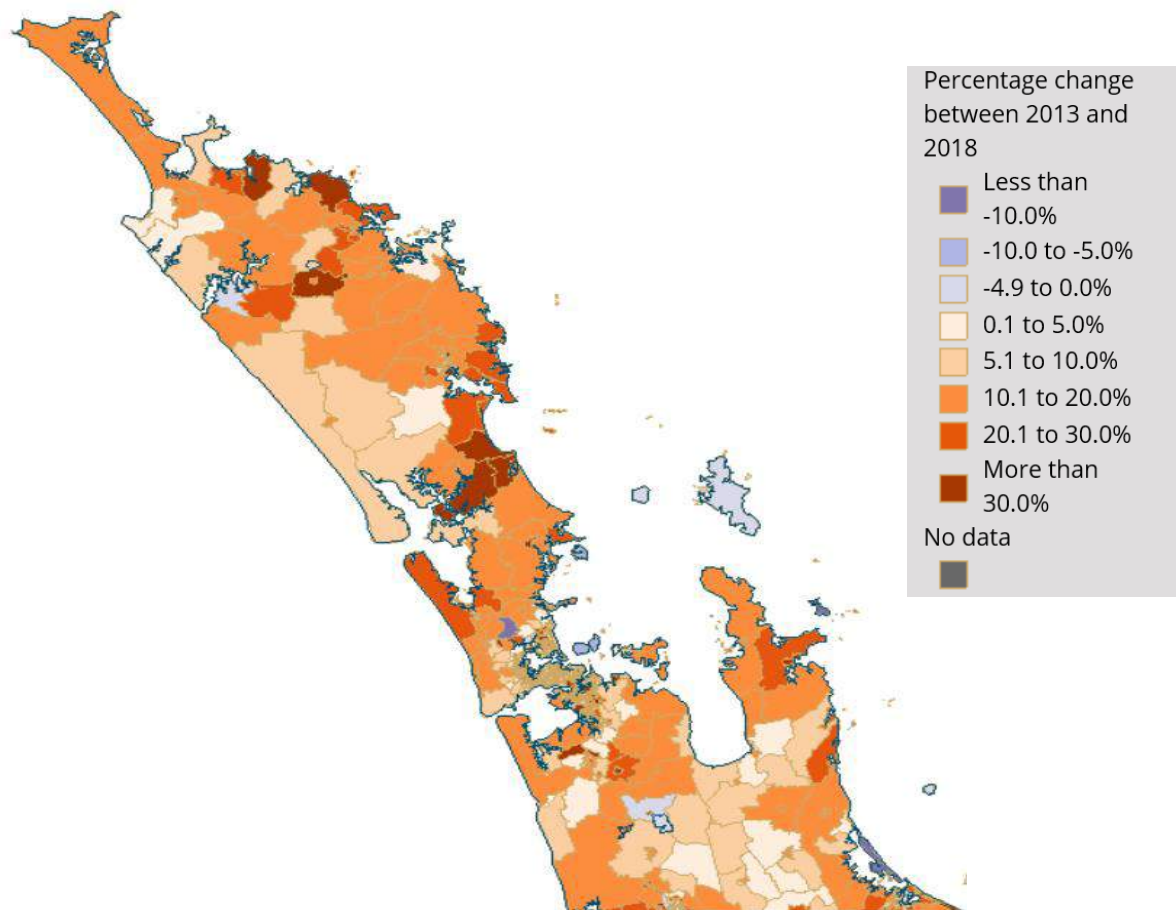 Percentage change
between 2013 and
2018
Less than
-10.0%
-10.0 to -5.0%
-4.9 to 0.0%
0.1 to 5.0%
5.1 to 10.0%
10.1 to 20.0%
20.1 to 30.0%
More than
30.0%
No data